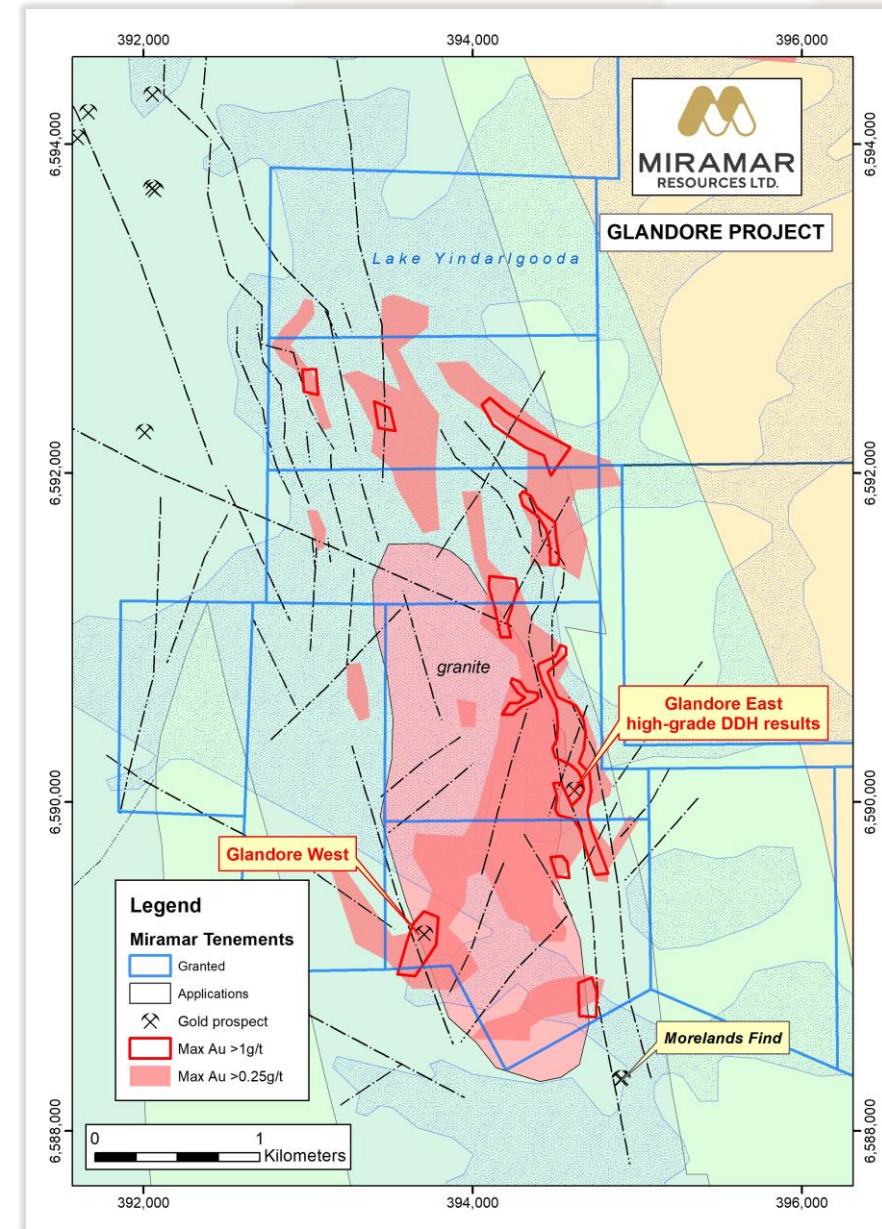 392,000
394,000
396,000
6,594,000
6,594,000
MIRAMAR
RESOURCES LTD.
GLANDORE PROJECT
Lake Yindarlgooda
6,592,000
6,592,000
granite
Glandore East
high-grade DDH results
6,590,000
6,590,000
Glandore West
Legend
Miramar Tenements
Granted
Applications
Gold prospect
Max Au >1g/t
Max Au >0.25g/t
Morelands Find
6,588,000
6,588,000
0
1
Kilometers
392,000
394,000
396,000